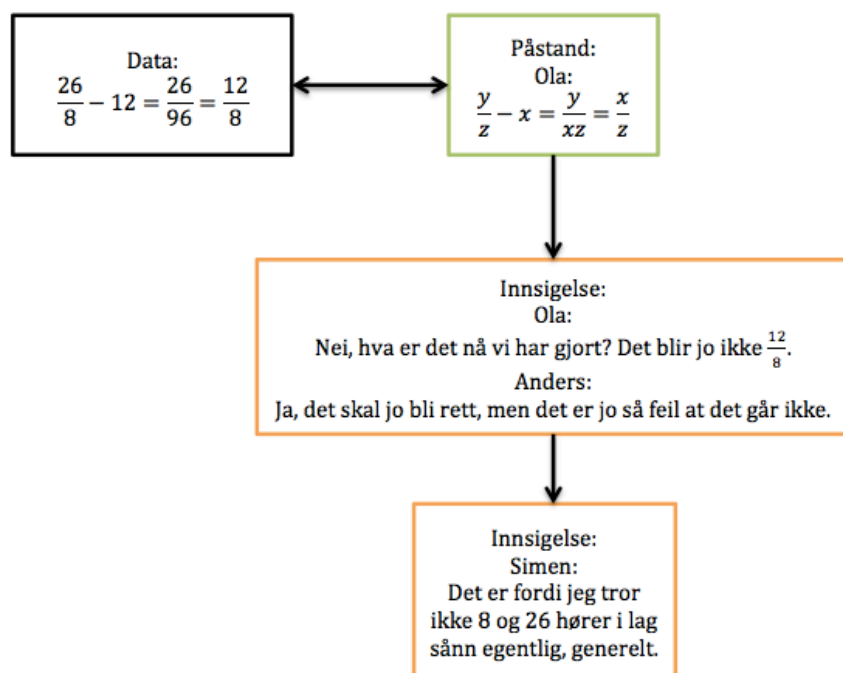 Data:
26/8 − 12 = 26/96 = 12/8
Påstand:
Ola:
y/z − x = y/xz = x/z
Innsigelse:
Ola:
Nei, hva er det nå vi har gjort? Det blir jo ikke 12/8.
Anders:
Ja, det skal jo bli rett, men det er jo så feil at det går ikke.
Innsigelse:
Simen:
Det er fordi jeg tror
ikke 8 og 26 hører i lag
sånn egentlig, generelt.